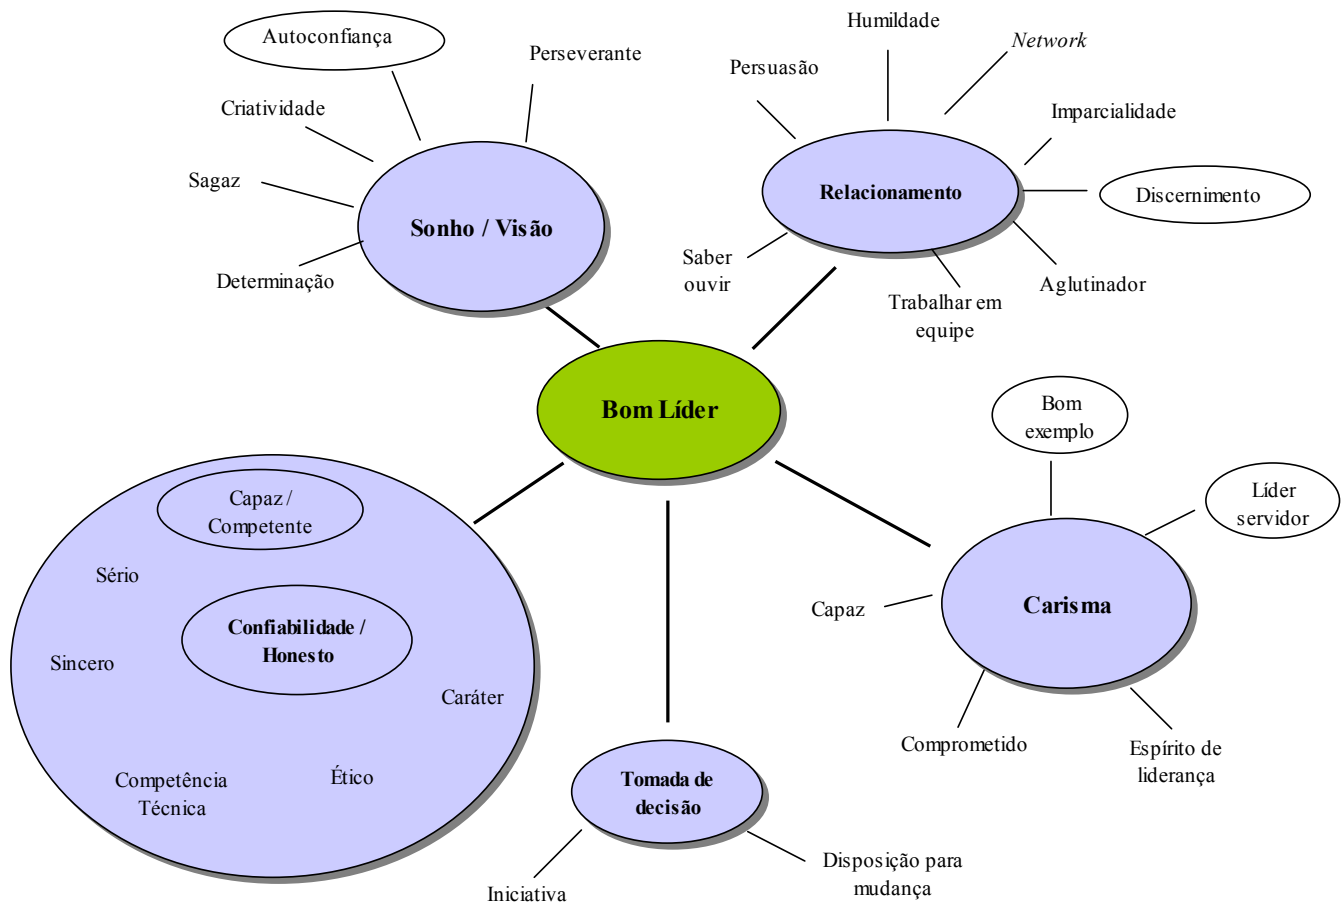 Autoconfiança
Perseverante
Criatividade
Sagaz
Determinação
Sonho / Visão
Humildade
Network
Persuasão
Imparcialidade
Relacionamento
Discernimento
Saber
ouvir
Trabalhar em
equipe
Aglutinador
Bom Líder
Bom
exemplo
Líder
servidor
Capaz
Carisma
Comprometido
Espírito de
liderança
Capaz /
Competente
Sério
Confiabilidade /
Honesto
Sincero
Caráter
Competência
Técnica
Ético
Tomada de
decisão
Iniciativa
Disposição para
mudança